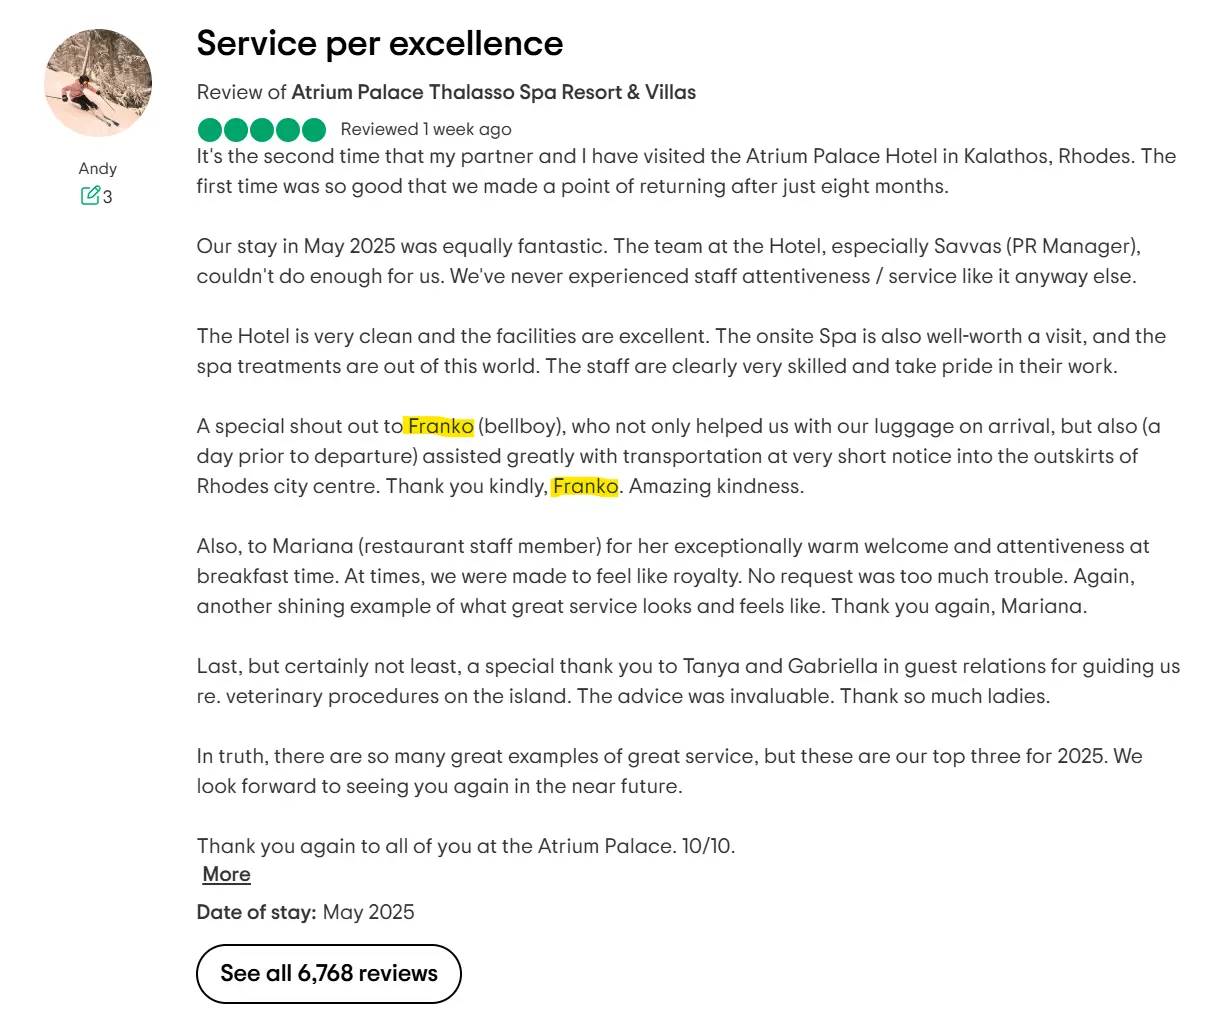 Service per excellence
Review of Atrium Palace Thalasso Spa Resort & Villas
Reviewed 1 week ago
Andy
3
It's the second time that my partner and I have visited the Atrium Palace Hotel in Kalathos, Rhodes. The
first time was so good that we made a point of returning after just eight months.
Our stay in May 2025 was equally fantastic. The team at the Hotel, especially Savvas (PR Manager),
couldn't do enough for us. We've never experienced staff attentiveness / service like it anyway else.
The Hotel is very clean and the facilities are excellent. The onsite Spa is also well-worth a visit, and the
spa treatments are out of this world. The staff are clearly very skilled and take pride in their work.
A special shout out to Franko (bellboy), who not only helped us with our luggage on arrival, but also (a
day prior to departure) assisted greatly with transportation at very short notice into the outskirts of
Rhodes city centre. Thank you kindly, Franko. Amazing kindness.
Also, to Mariana (restaurant staff member) for her exceptionally warm welcome and attentiveness at
breakfast time. At times, we were made to feel like royalty. No request was too much trouble. Again,
another shining example of what great service looks and feels like. Thank you again, Mariana.
Last, but certainly not least, a special thank you to Tanya and Gabriella in guest relations for guiding us
re. veterinary procedures on the island. The advice was invaluable. Thank so much ladies.
In truth, there are so many great examples of great service, but these are our top three for 2025. We
look forward to seeing you again in the near future.
Thank you again to all of you at the Atrium Palace. 10/10.
More
Date of stay: May 2025
See all 6,768 reviews